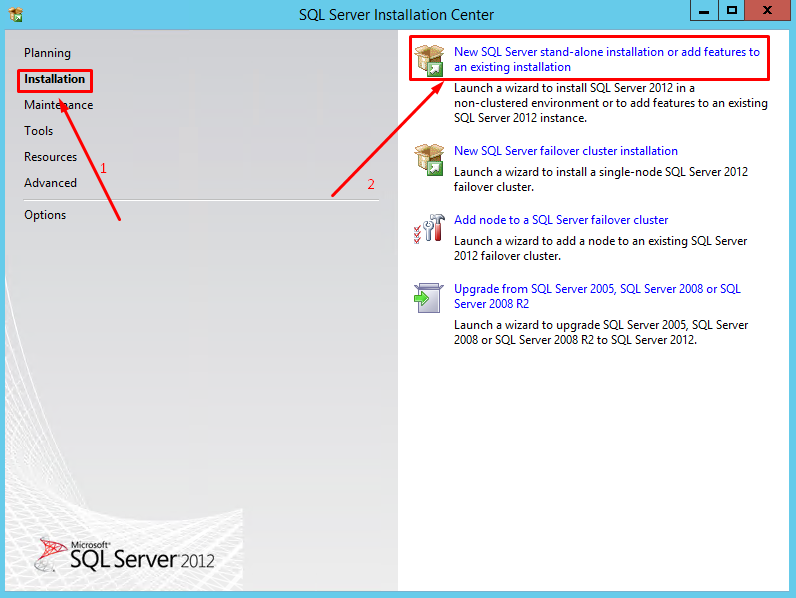 SQL Server Installation Center
Planning
Installation
Maintenance
Tools
Resources
Advanced
Options
1
2
New SQL Server stand-alone installation or add features to
an existing installation
Launch a wizard to install SQL Server 2012 in a
non-clustered environment or to add features to an existing
SQL Server 2012 instance.
New SQL Server failover cluster installation
Launch a wizard to install a single-node SQL Server 2012
failover cluster.
Add node to a SQL Server failover cluster
Launch a wizard to add a node to an existing SQL Server
2012 failover cluster.
Upgrade from SQL Server 2005, SQL Server 2008 or SQL
Server 2008 R2
Launch a wizard to upgrade SQL Server 2005, SQL Server
2008 or SQL Server 2008 R2 to SQL Server 2012.
Microsoft®
SQL Server® 2012